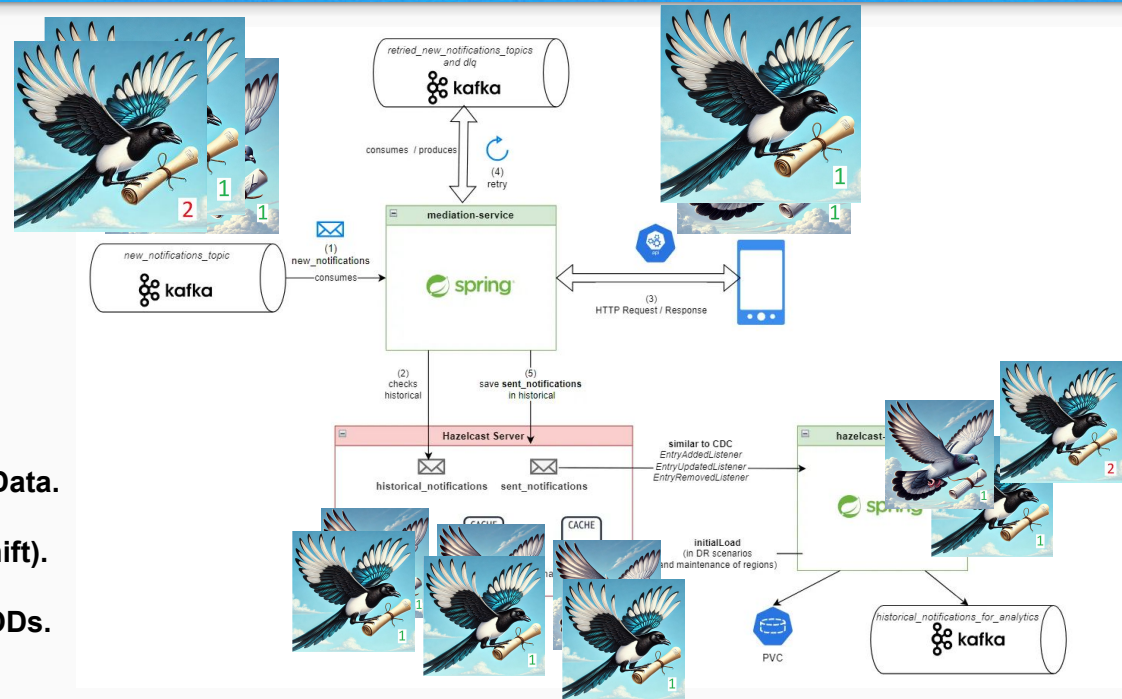 retried_new_notifications_topics
and dlq
kafka
consumes / produces
(4)
retry
1
2
1
1
1
mediation-service
spring
new_notifications_topic
kafka
(1)
new_notifications
consumes
api
(3)
HTTP Request / Response
(2)
checks
historical
(5)
save sent_notifications
in historical
Hazelcast Server
historical_notifications
sent_notifications
CACHE
CACHE
similar to CDC
EntryAddedListener
EntryUpdatedListener
EntryRemovedListener
hazelcast-
spring
2
1
1
initialLoad
(in DR scenarios
and maintenance of regions)
Data.
ift).
DDs.
1
1
1
1
PVC
historical_notifications_for_analytics
kafka